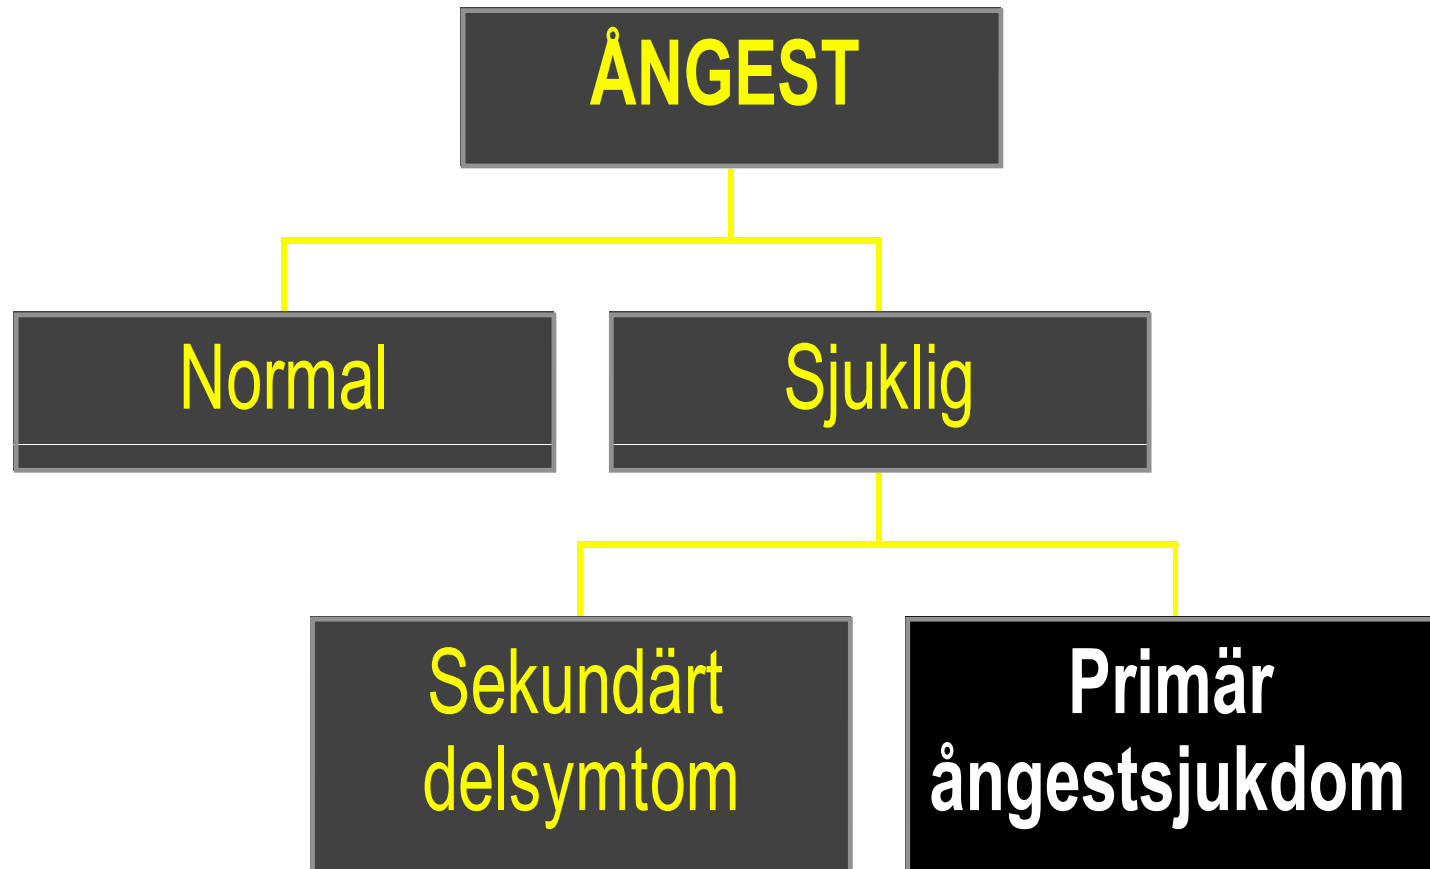 ÅNGEST
Normal
Sjuklig
Sekundärt
delsymtom
Primär
ångestsjukdom